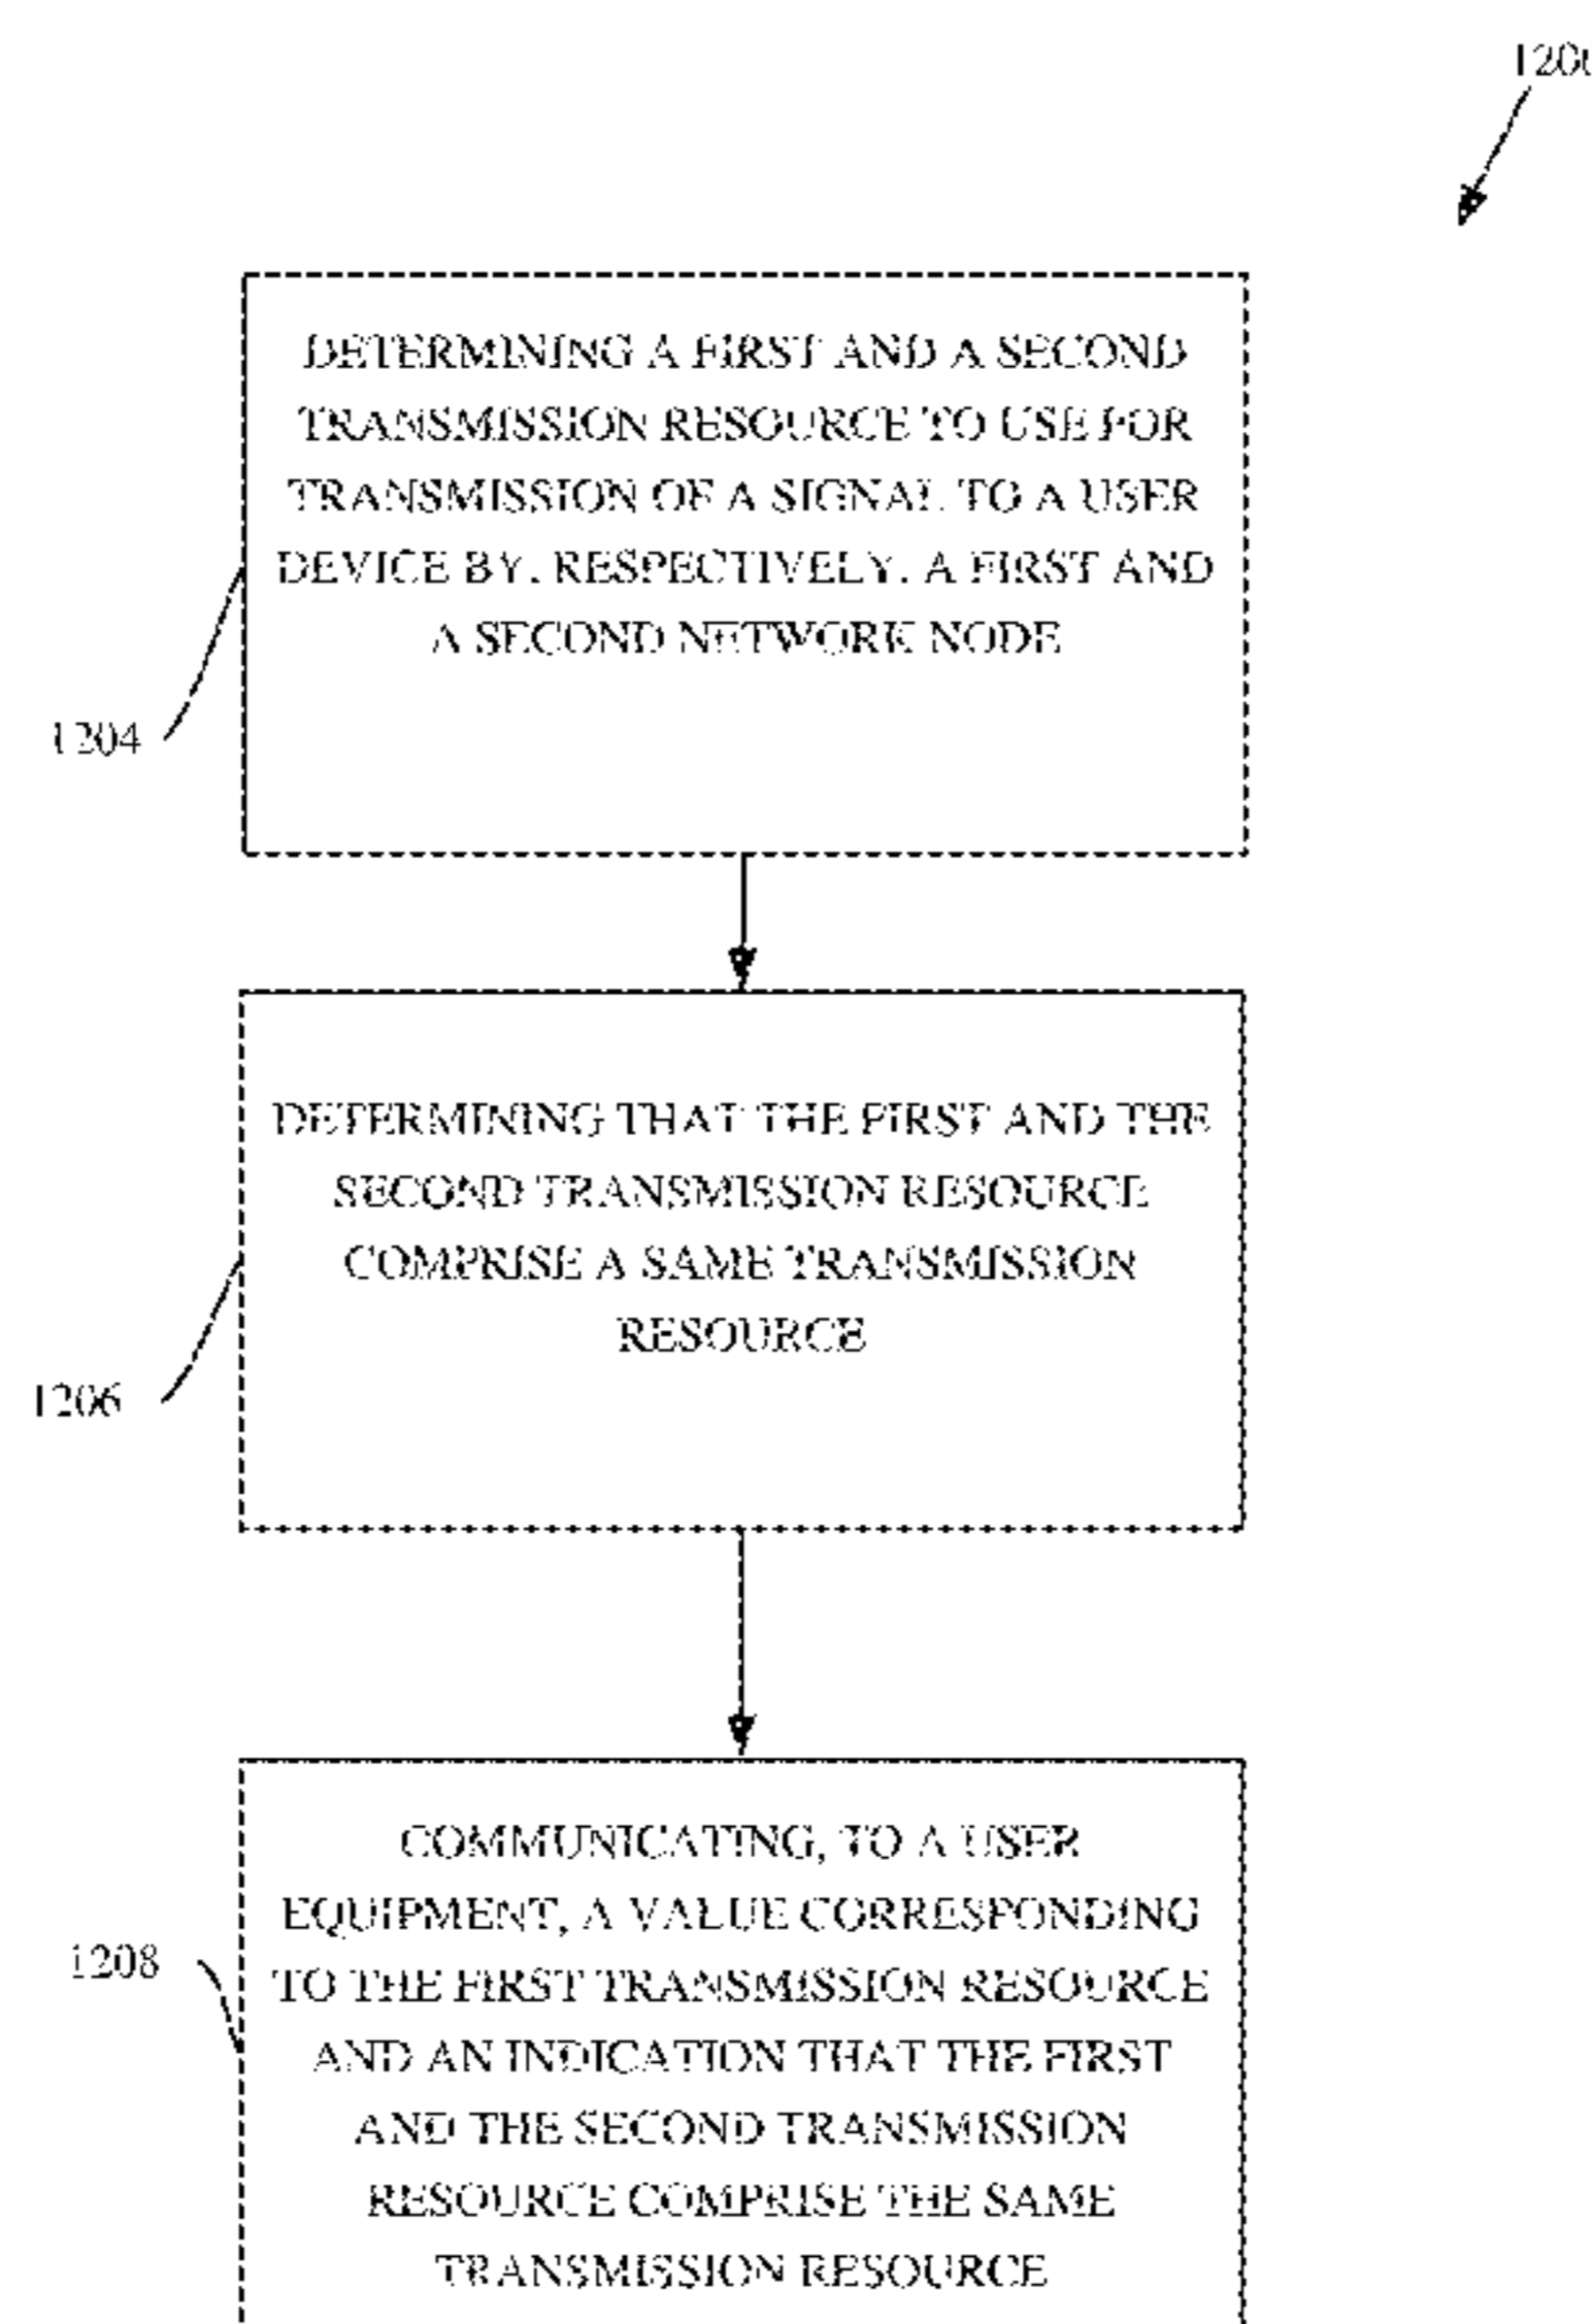 DETERMINING A FIRST AND A SECOND
TRANSMISSION RESOURCE TO USE FOR
TRANSMISSION OF A SIGNAL TO A USER
DEVICE BY, RESPECTIVELY, A FIRST AND
A SECOND NETWORK NODE
1204
DETERMINING THAT THE FIRST AND THE
SECOND TRANSMISSION RESOURCE
COMPRISE A SAME TRANSMISSION
RESOURCE
1206
COMMUNICATING, TO A USER
EQUIPMENT, A VALUE CORRESPONDING
TO THE FIRST TRANSMISSION RESOURCE
AND AN INDICATION THAT THE FIRST
AND THE SECOND TRANSMISSION
RESOURCE COMPRISE THE SAME
TRANSMISSION RESOURCE
1208